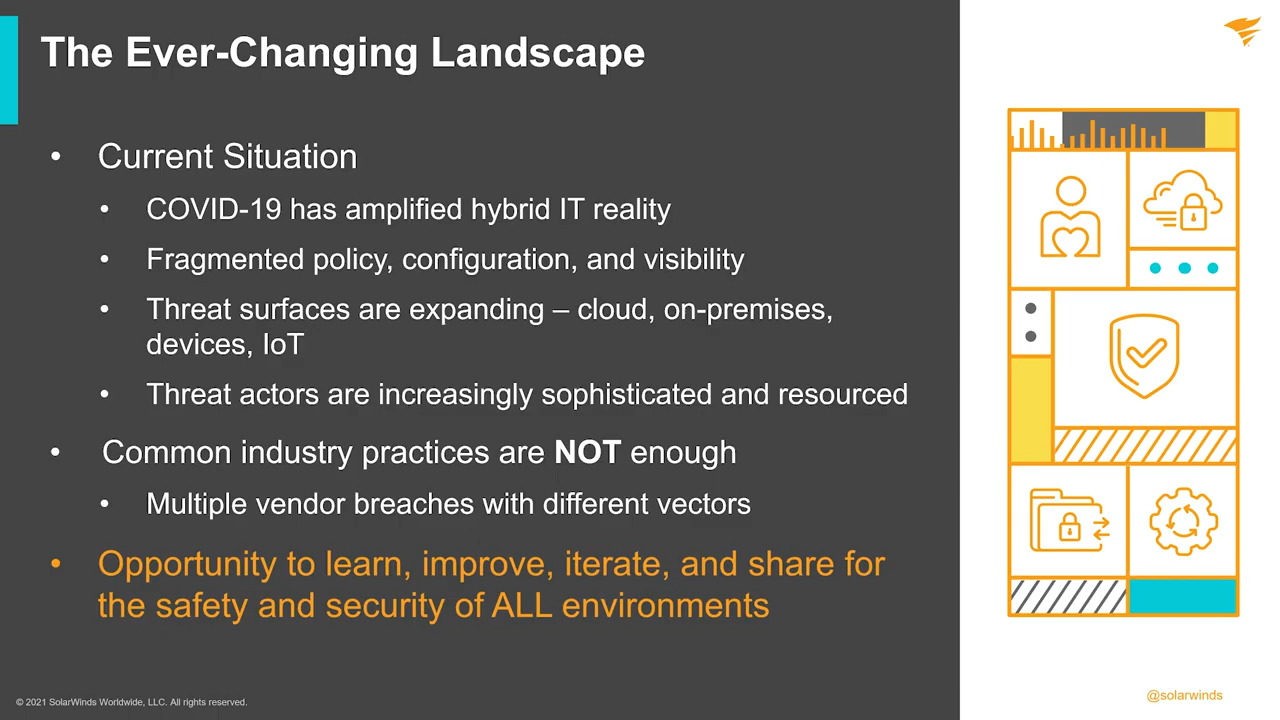 The Ever-Changing Landscape
• Current Situation
• COVID-19 has amplified hybrid IT reality
• Fragmented policy, configuration, and visibility
• Threat surfaces are expanding – cloud, on-premises,
devices, IoT
• Threat actors are increasingly sophisticated and resourced
• Common industry practices are NOT enough
• Multiple vendor breaches with different vectors
• Opportunity to learn, improve, iterate, and share for
the safety and security of ALL environments
© 2021 SolarWinds Worldwide, LLC. All rights reserved.
@solarwinds